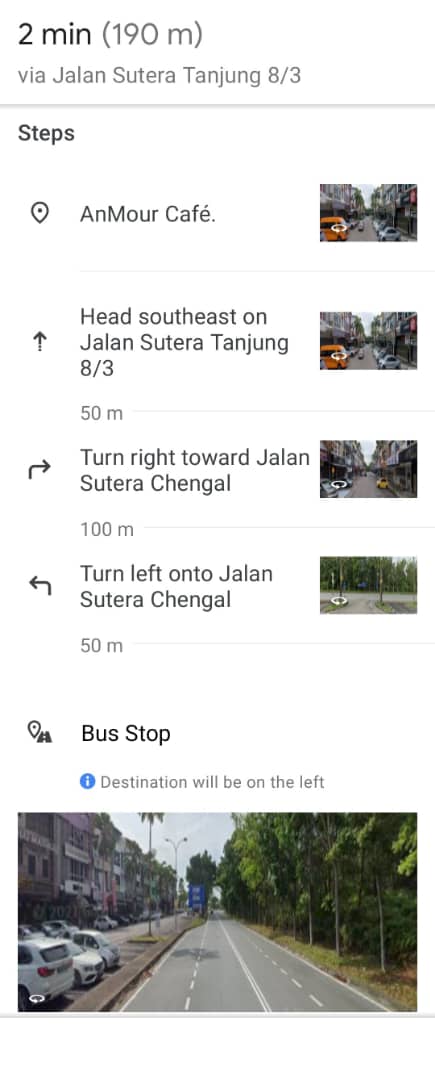 2 min (190 m)
via Jalan Sutera Tanjung 8/3
Steps
AnMour Café.
Head southeast on
Jalan Sutera Tanjung
8/3
50 m
Turn right toward Jalan
Sutera Chengal
100 m
Turn left onto Jalan
Sutera Chengal
50 m
Bus Stop
Destination will be on the left